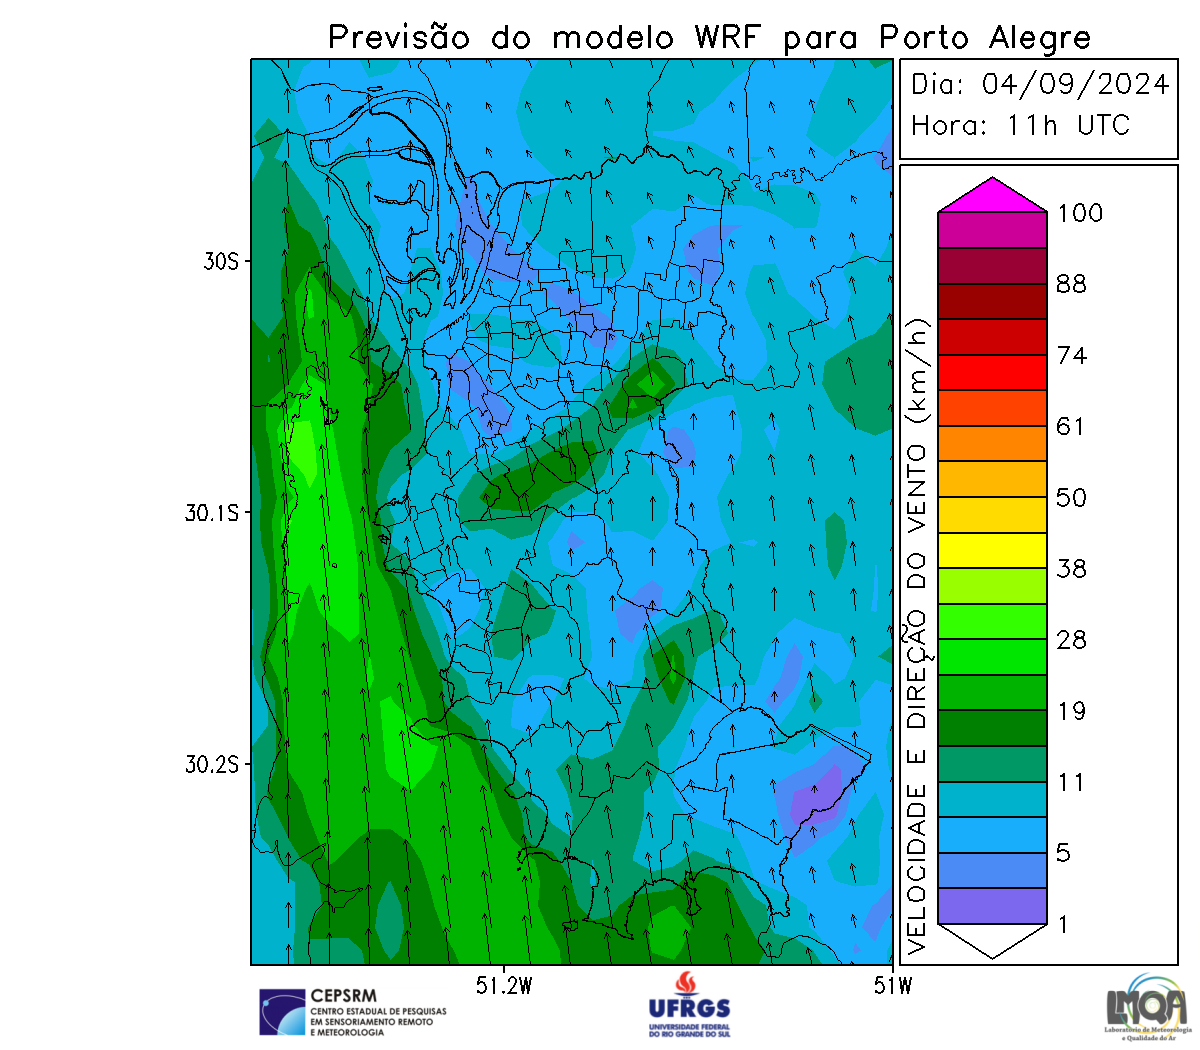 Previsão do modelo WRF para Porto Alegre
Dia: 04/09/2024
Hora: 11h UTC
30S
30.1S
30.2S
51.2W
51W
VELOCIDADE E DIREÇÃO DO VENTO (km/h)
100
88
74
61
50
38
28
19
11
5
1
CEPSRM
CENTRO ESTADUAL DE PESQUISAS
EM SENSORIAMENTO REMOTO
E METEOROLOGIA
UFRGS
UNIVERSIDADE FEDERAL
DO RIO GRANDE DO SUL
LMQA
Laboratório de Meteorologia
e Qualidade do Ar